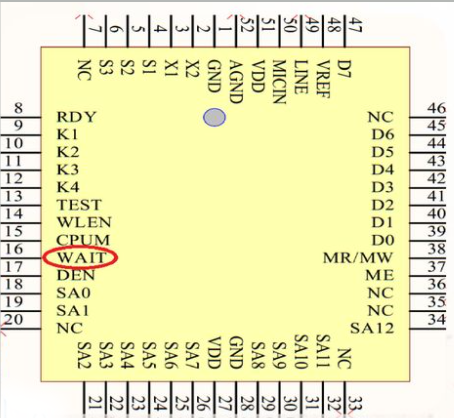 7 6 5 4 3 2 1 52 51 50 49 48 47
NC S3 S2 S1 X1 X2 GND AGND VDD MICIN LINE VREF D7
8 RDY NC 46
9 K1 D6 45
10 K2 D5 44
11 K3 D4 43
12 K4 D3 42
13 TEST D2 41
14 WLEN D1 40
15 CPUM D0 39
16 WAIT MR/MW 38
17 DEN ME 37
18 SA0 NC 36
19 SA1 NC 35
20 NC SA12 34
SA2 SA3 SA4 SA5 SA6 SA7 VDD GND SA8 SA9 SA10 SA11 NC
21 22 23 24 25 26 27 28 29 30 31 32 33